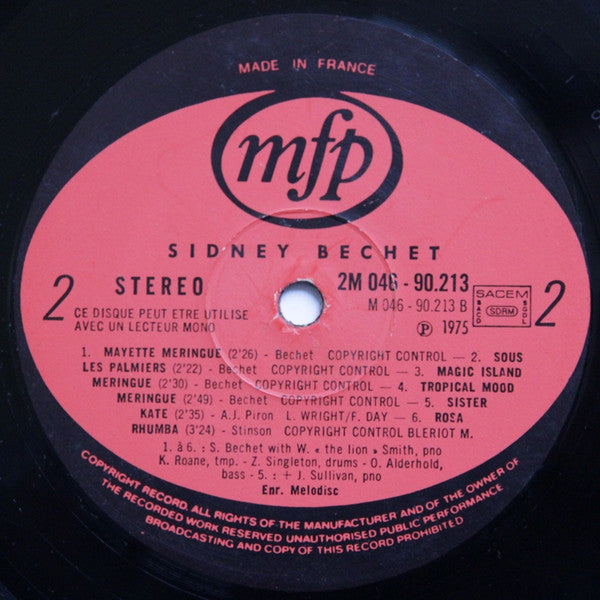 MADE IN FRANCE
mfp
SIDNEY BECHET
2 STEREO 2M 046 - 90.213 2
M 046 - 90.213 B
SACEM
SACD SDRM SGDL
CE DISQUE PEUT ETRE UTILISE
AVEC UN LECTEUR MONO
Ⓟ 1975
1. MAYETTE MERINGUE (2'26) - Bechet COPYRIGHT CONTROL — 2. SOUS
LES PALMIERS (2'22) - Bechet COPYRIGHT CONTROL — 3. MAGIC ISLAND
MERINGUE (2'30) - Bechet COPYRIGHT CONTROL — 4. TROPICAL MOOD
MERINGUE (2'49) - Bechet COPYRIGHT CONTROL — 5. SISTER
KATE (2'35) - A.J. Piron L. WRIGHT/F. DAY — 6. ROSA
RHUMBA (3'24) - Stinson COPYRIGHT CONTROL BLERIOT M.
1. à 6. : S. Bechet with W. « the lion » Smith, pno
K. Roane, tmp. - Z. Singleton, drums - O. Alderhold,
bass - 5. : + J. Sullivan, pno
Enr. Melodisc
COPYRIGHT RECORD. ALL RIGHTS OF THE MANUFACTURER AND OF THE OWNER OF
THE RECORDED WORK RESERVED UNAUTHORISED PUBLIC PERFORMANCE
BROADCASTING AND COPY OF THIS RECORD PROHIBITED